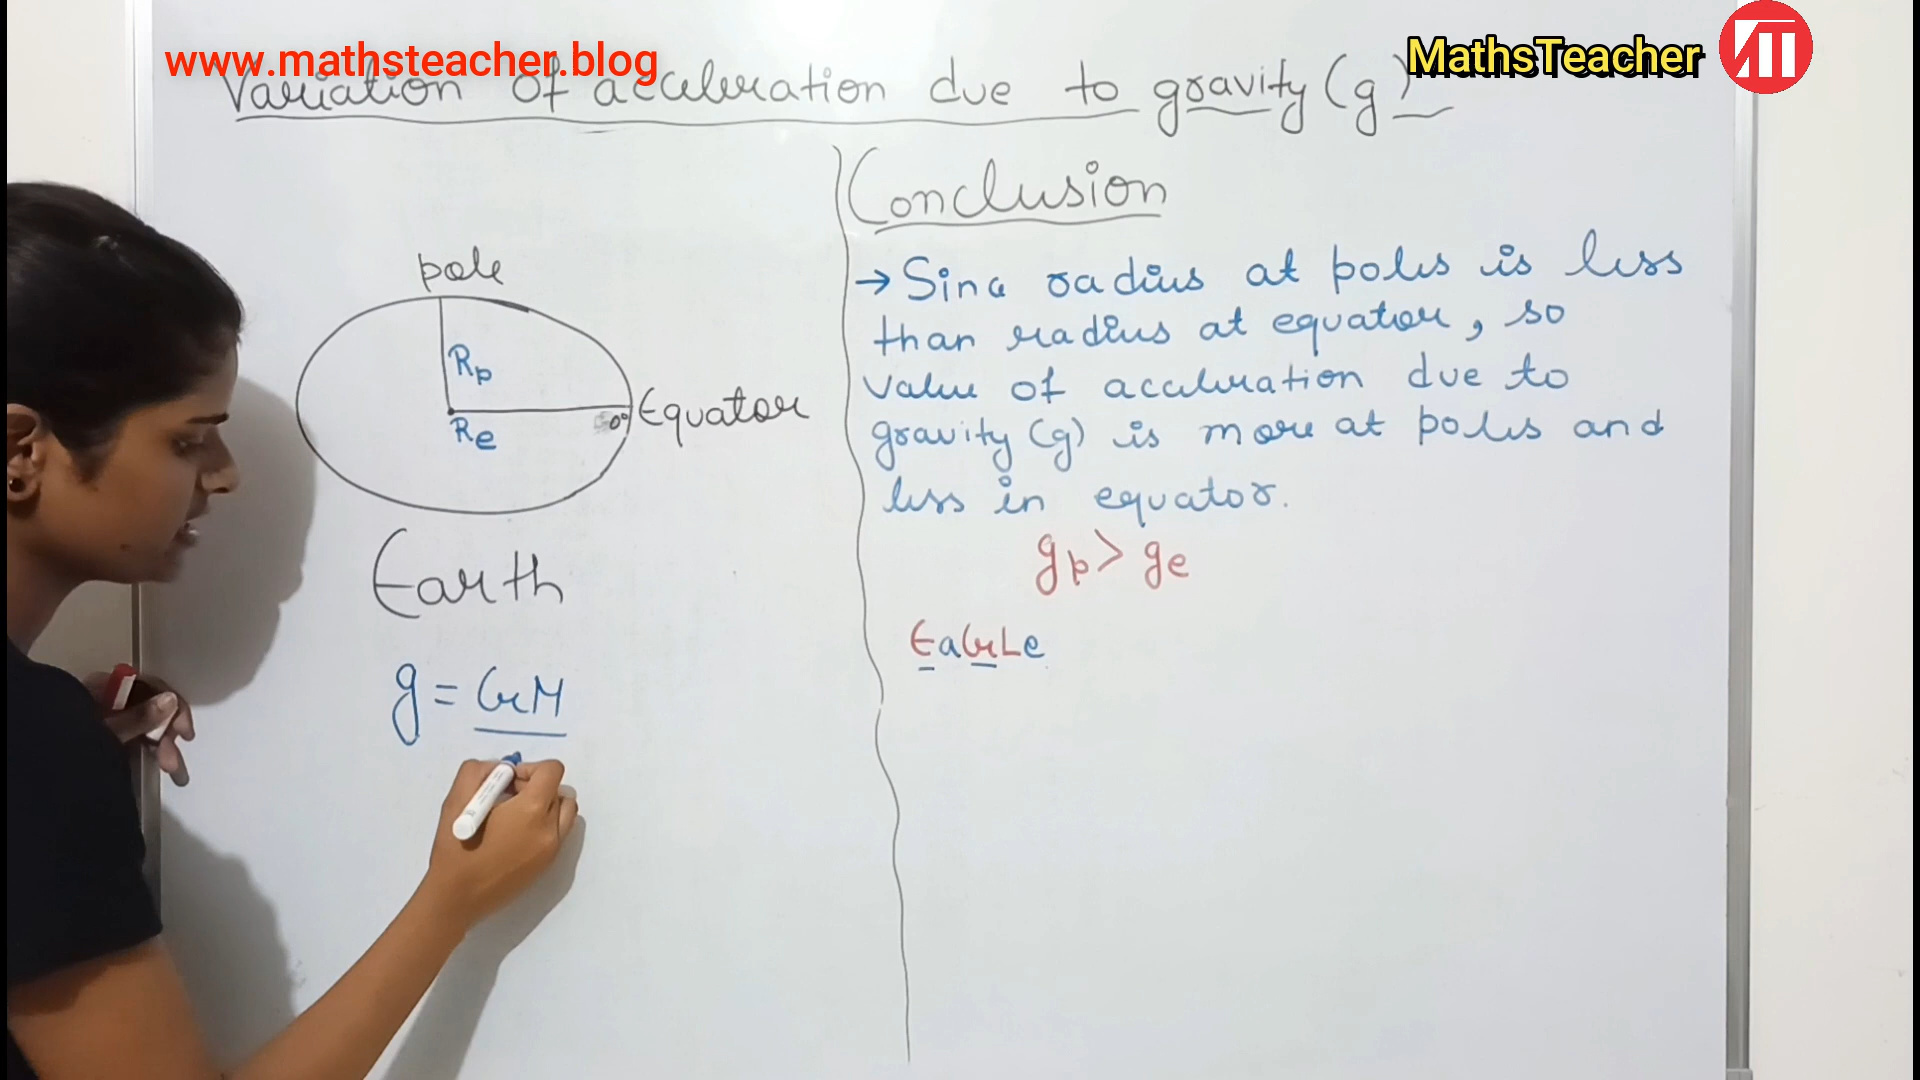 www.mathsteacher.blog
MathsTeacher
Variation of acceleration due to gravity (g)
pole
Rp
Re
0°
Equator
Earth
g = GM
Conclusion
→ Since radius at poles is less
than radius at equator, so
value of acceleration due to
gravity (g) is more at poles and
less in equator.
gp > ge
EaGLe